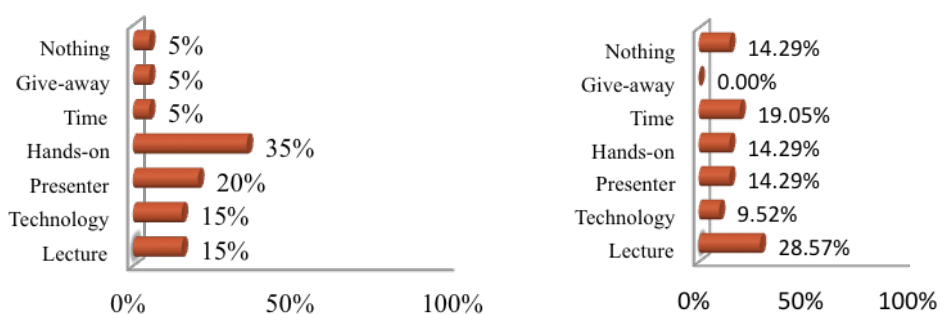 Nothing 5%
Give-away 5%
Time 5%
Hands-on 35%
Presenter 20%
Technology 15%
Lecture 15%
0% 50% 100%
Nothing 14.29%
Give-away 0.00%
Time 19.05%
Hands-on 14.29%
Presenter 14.29%
Technology 9.52%
Lecture 28.57%
0% 50% 100%